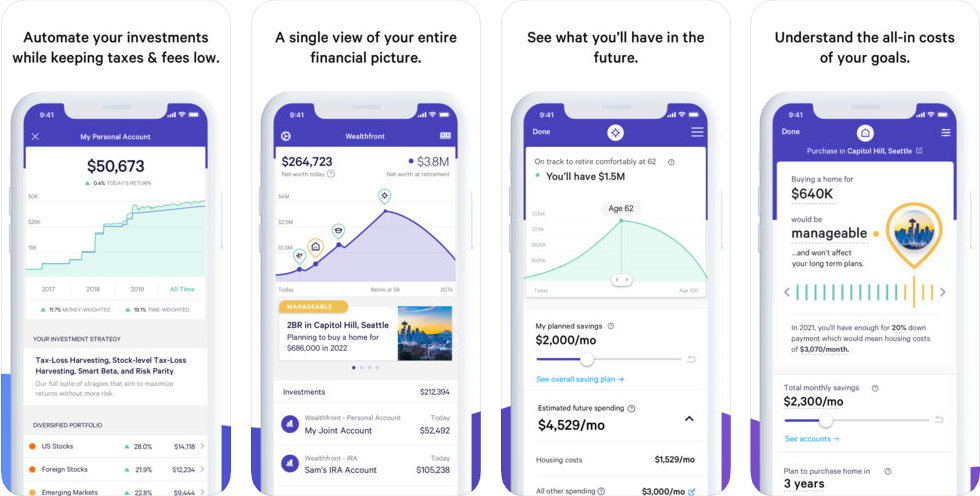 Automate your investments
while keeping taxes & fees low.
9:41
My Personal Account
$50,673
0.4% TODAY'S RETURN
50K
$25K
15K
2017 2018 2019 All Time
11.7% MONEY-WEIGHTED 19.1% TIME-WEIGHTED
YOUR INVESTMENT STRATEGY
Tax-Loss Harvesting, Stock-level Tax-Loss
Harvesting, Smart Beta, and Risk Parity
Our full suite of stragies that aim to maximize
returns without more risk.
DIVERSIFIED PORTFOLIO
US Stocks 28.0% $14,118
Foreign Stocks 21.9% $12,234
Emerging Markets 22.8% $9,444
A single view of your entire
financial picture.
9:41
Wealthfront
$264,723 $3.8M
Net worth today Net worth at retirement
$4M
$2.5M
$1.0M
Today Retire at 59 2074
MANAGEABLE
2BR in Capitol Hill, Seattle
Planning to buy a home for
$686,000 in 2022
Investments $212,394
Wealthfront - Personal Account Today
My Joint Account $52,492
Wealthfront - IRA Today
Sam's IRA Account $105,238
See what you'll have in the
future.
9:41
Done
On track to retire comfortably at 62
You'll have $1.5M
Age 62
$1.5M
$1M
$800K
$600K
Today Age 100
My planned savings
$2,000/mo
See overall saving plan →
Estimated future spending
$4,529/mo
Housing costs $1,529/mo
All other spending $3,000/mo
Understand the all-in costs
of your goals.
9:41
Done
Purchase in Capitol Hill, Seattle
Buying a home for
$640K
would be
manageable
...and won't affect
your long term plans.
In 2021, you'll have enough for 20% down
payment which would mean housing costs
of $3,070/month.
Total monthly savings
$2,300/mo
See accounts →
Plan to purchase home in
3 years